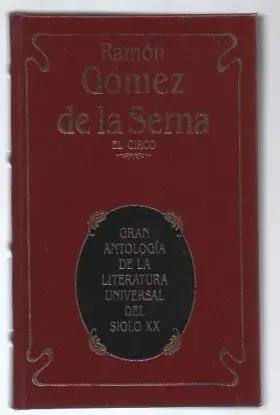 Ramón
Gómez
de la Serna
EL CIRCO
GRAN
ANTOLOGÍA
DE LA
LITERATURA
UNIVERSAL
DEL
SIGLO XX